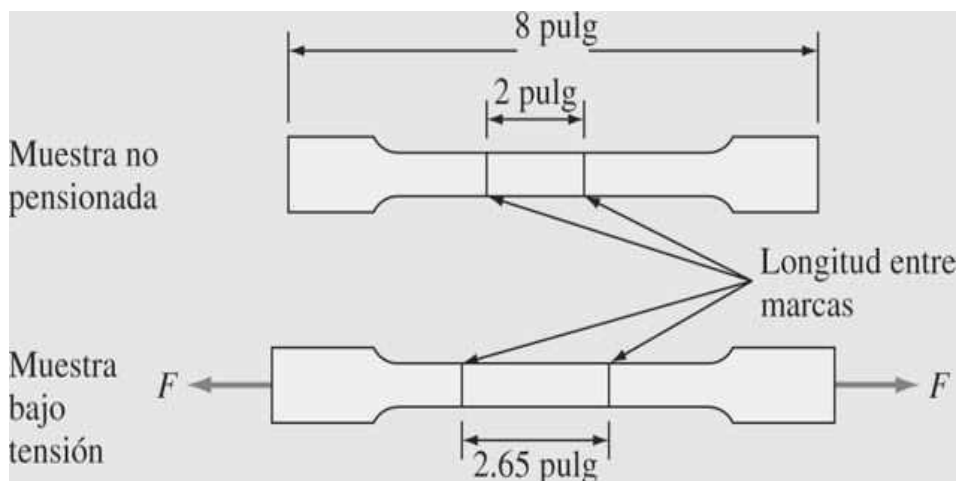 8 pulg
2 pulg
Muestra no
pensionada
Longitud entre
marcas
Muestra
bajo
tensión
F
F
2.65 pulg